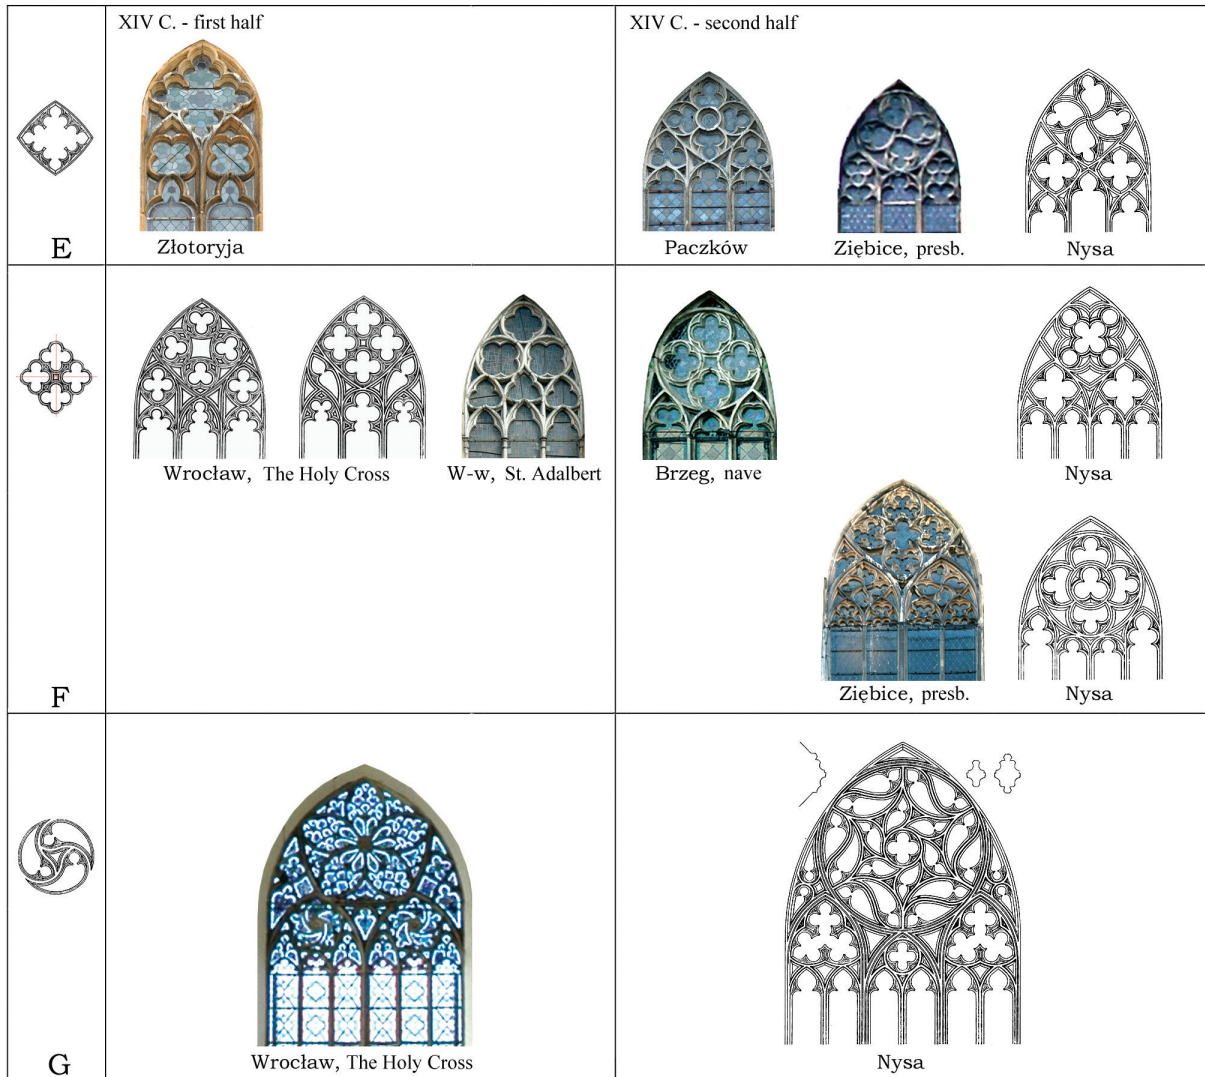 XIV C. - first half
XIV C. - second half
E
Złotoryja
Paczków
Ziębice, presb.
Nysa
F
Wrocław, The Holy Cross
W-w, St. Adalbert
Brzeg, nave
Nysa
Ziębice, presb.
Nysa
G
Wrocław, The Holy Cross
Nysa